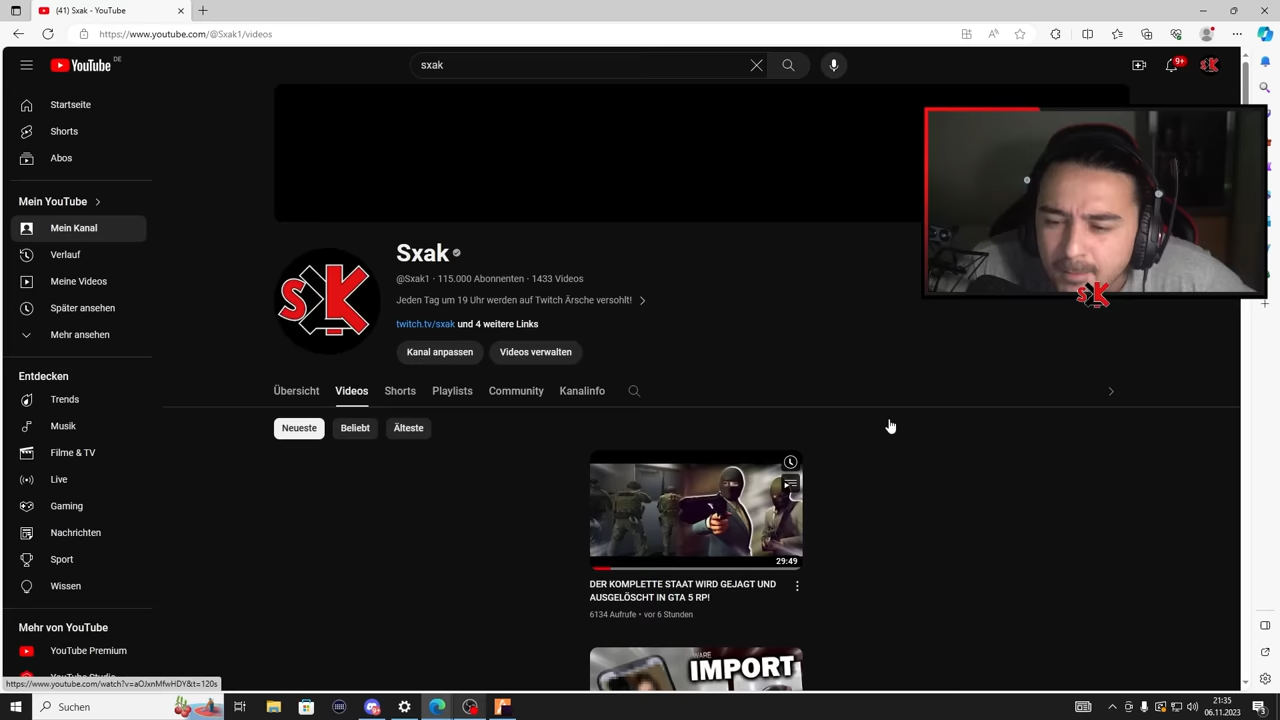 (41) Sxak - YouTube
https://www.youtube.com/@Sxak1/videos
YouTube DE
sxak
9+
Startseite
Shorts
Abos
Mein YouTube
Mein Kanal
Verlauf
Meine Videos
Später ansehen
Mehr ansehen
Entdecken
Trends
Musik
Filme & TV
Live
Gaming
Nachrichten
Sport
Wissen
Mehr von YouTube
YouTube Premium
sK
Sxak
@Sxak1 · 115.000 Abonnenten · 1433 Videos
Jeden Tag um 19 Uhr werden auf Twitch Ärsche versohlt!
twitch.tv/sxak und 4 weitere Links
Kanal anpassen
Videos verwalten
Übersicht
Videos
Shorts
Playlists
Community
Kanalinfo
Neueste
Beliebt
Älteste
29:49
DER KOMPLETTE STAAT WIRD GEJAGT UND
AUSGELÖSCHT IN GTA 5 RP!
6134 Aufrufe • vor 6 Stunden
WARE
IMPORT
sK
https://www.youtube.com/watch?v=aOJxnMfwHDY&t=120s
Suchen
21:35
06.11.2023
3